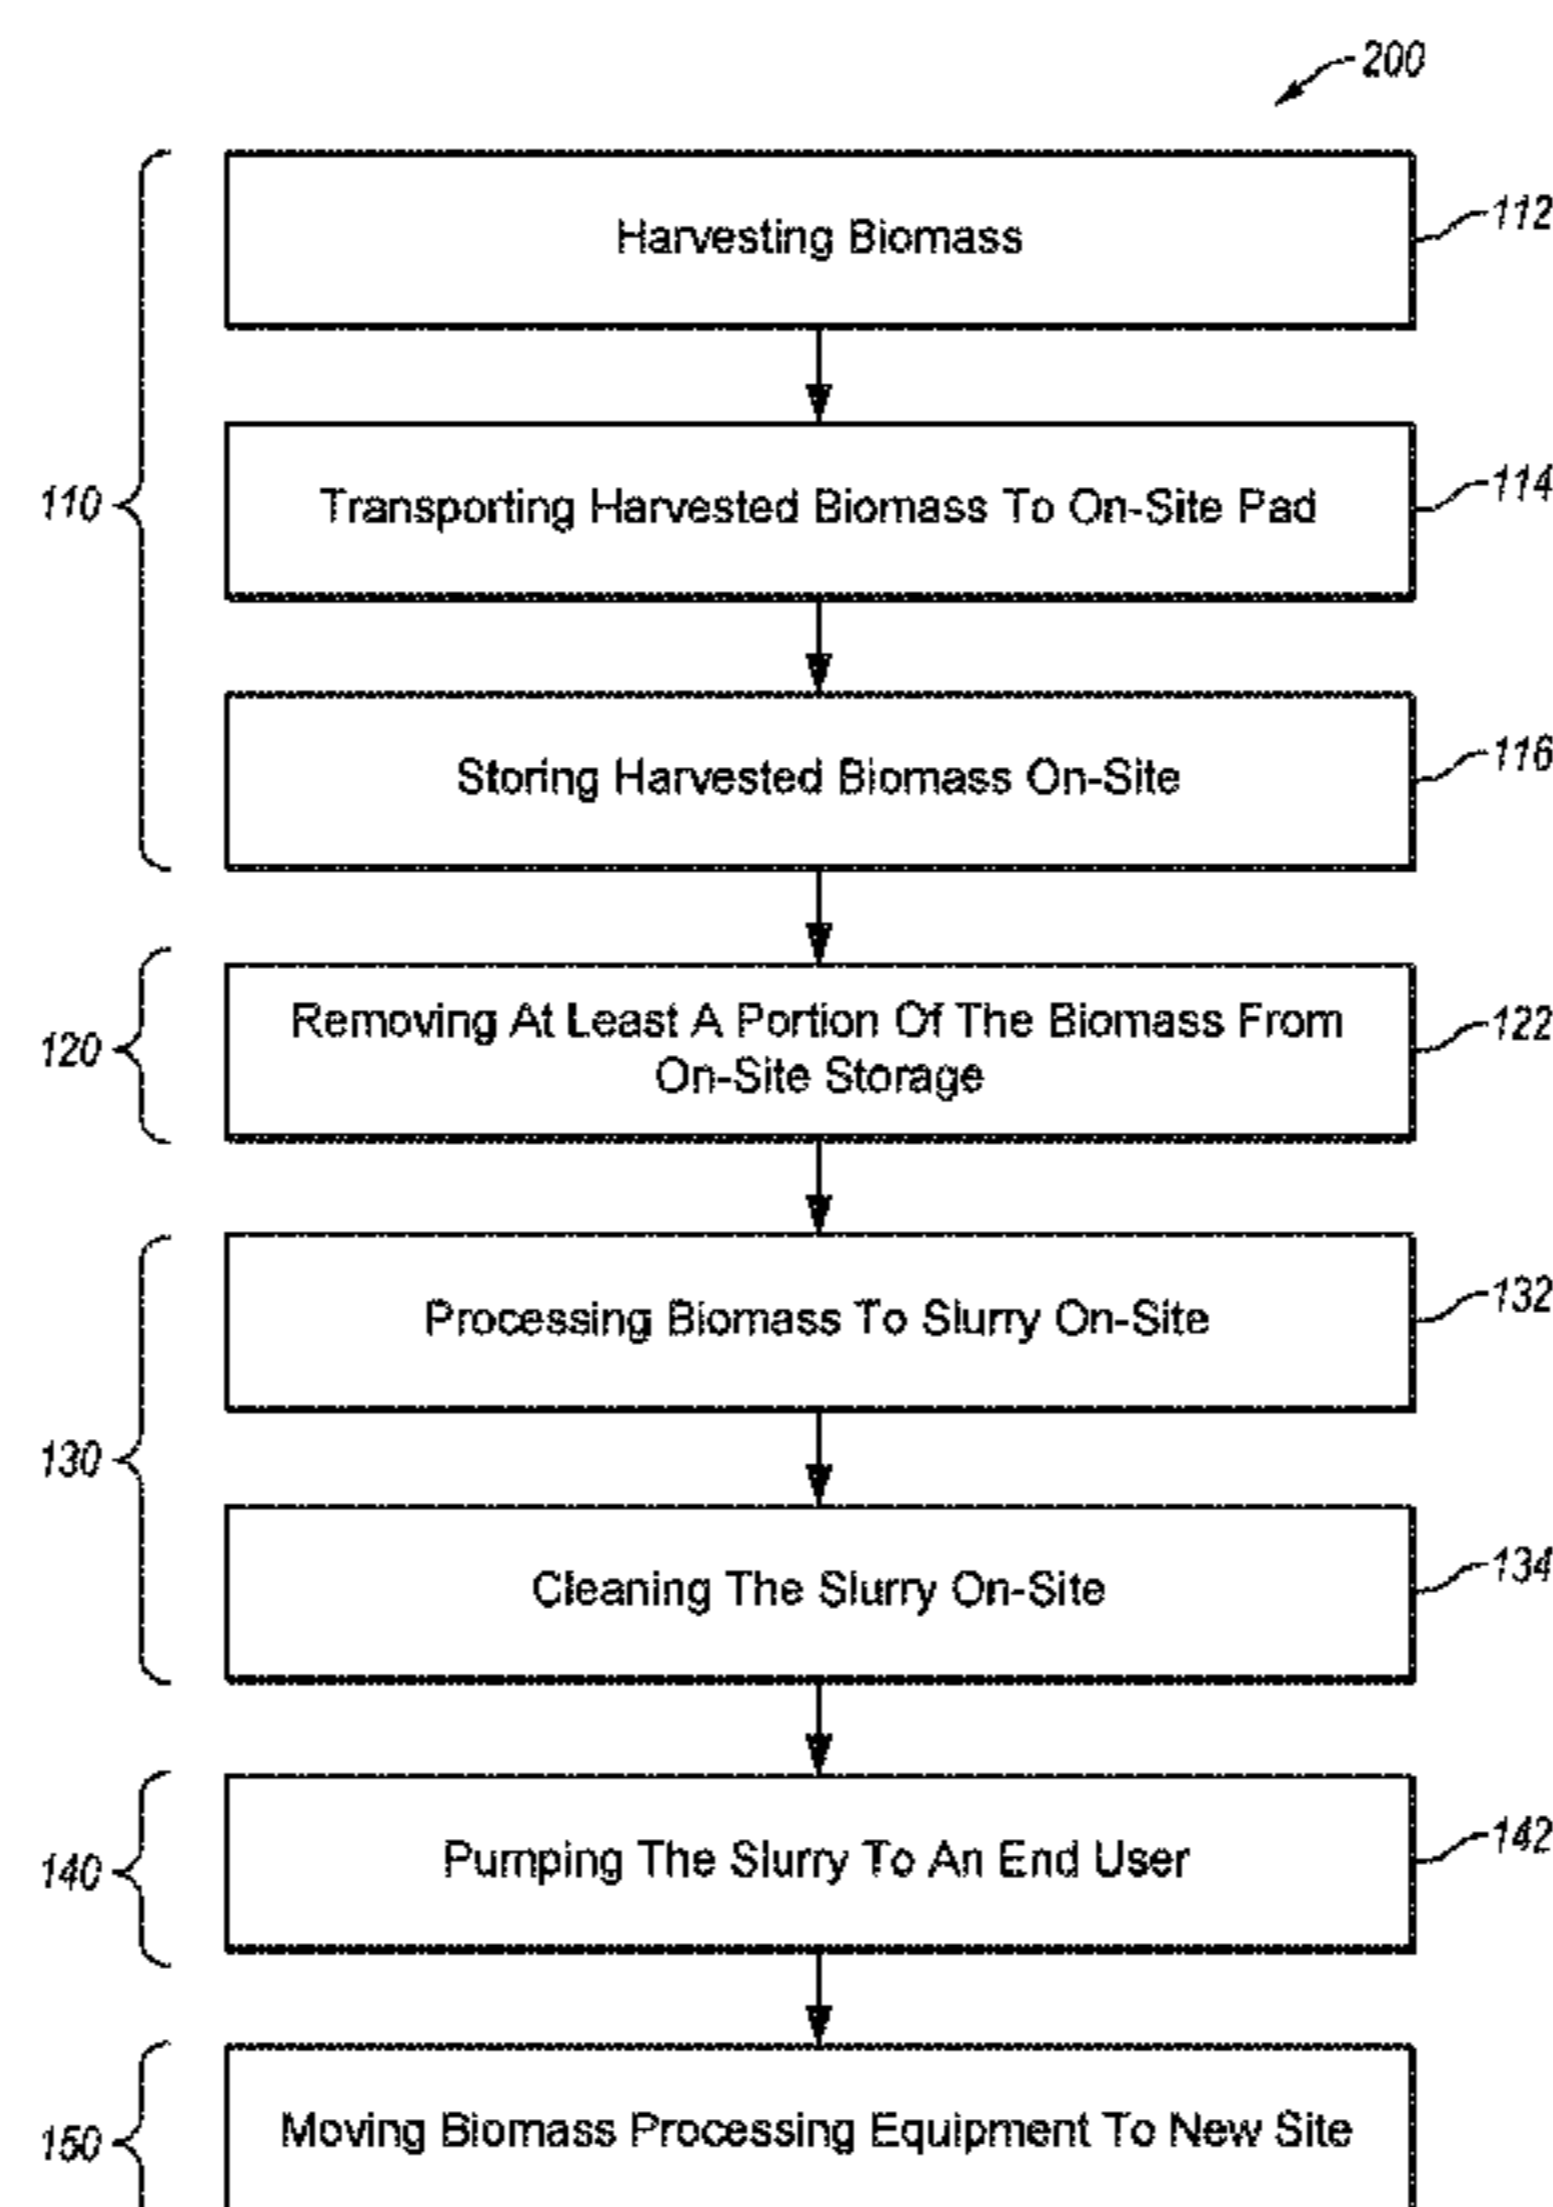 200
Harvesting Biomass
112
110
Transporting Harvested Biomass To On-Site Pad
114
Storing Harvested Biomass On-Site
116
120
Removing At Least A Portion Of The Biomass From
On-Site Storage
122
Processing Biomass To Slurry On-Site
132
130
Cleaning The Slurry On-Site
134
140
Pumping The Slurry To An End User
142
150
Moving Biomass Processing Equipment To New Site